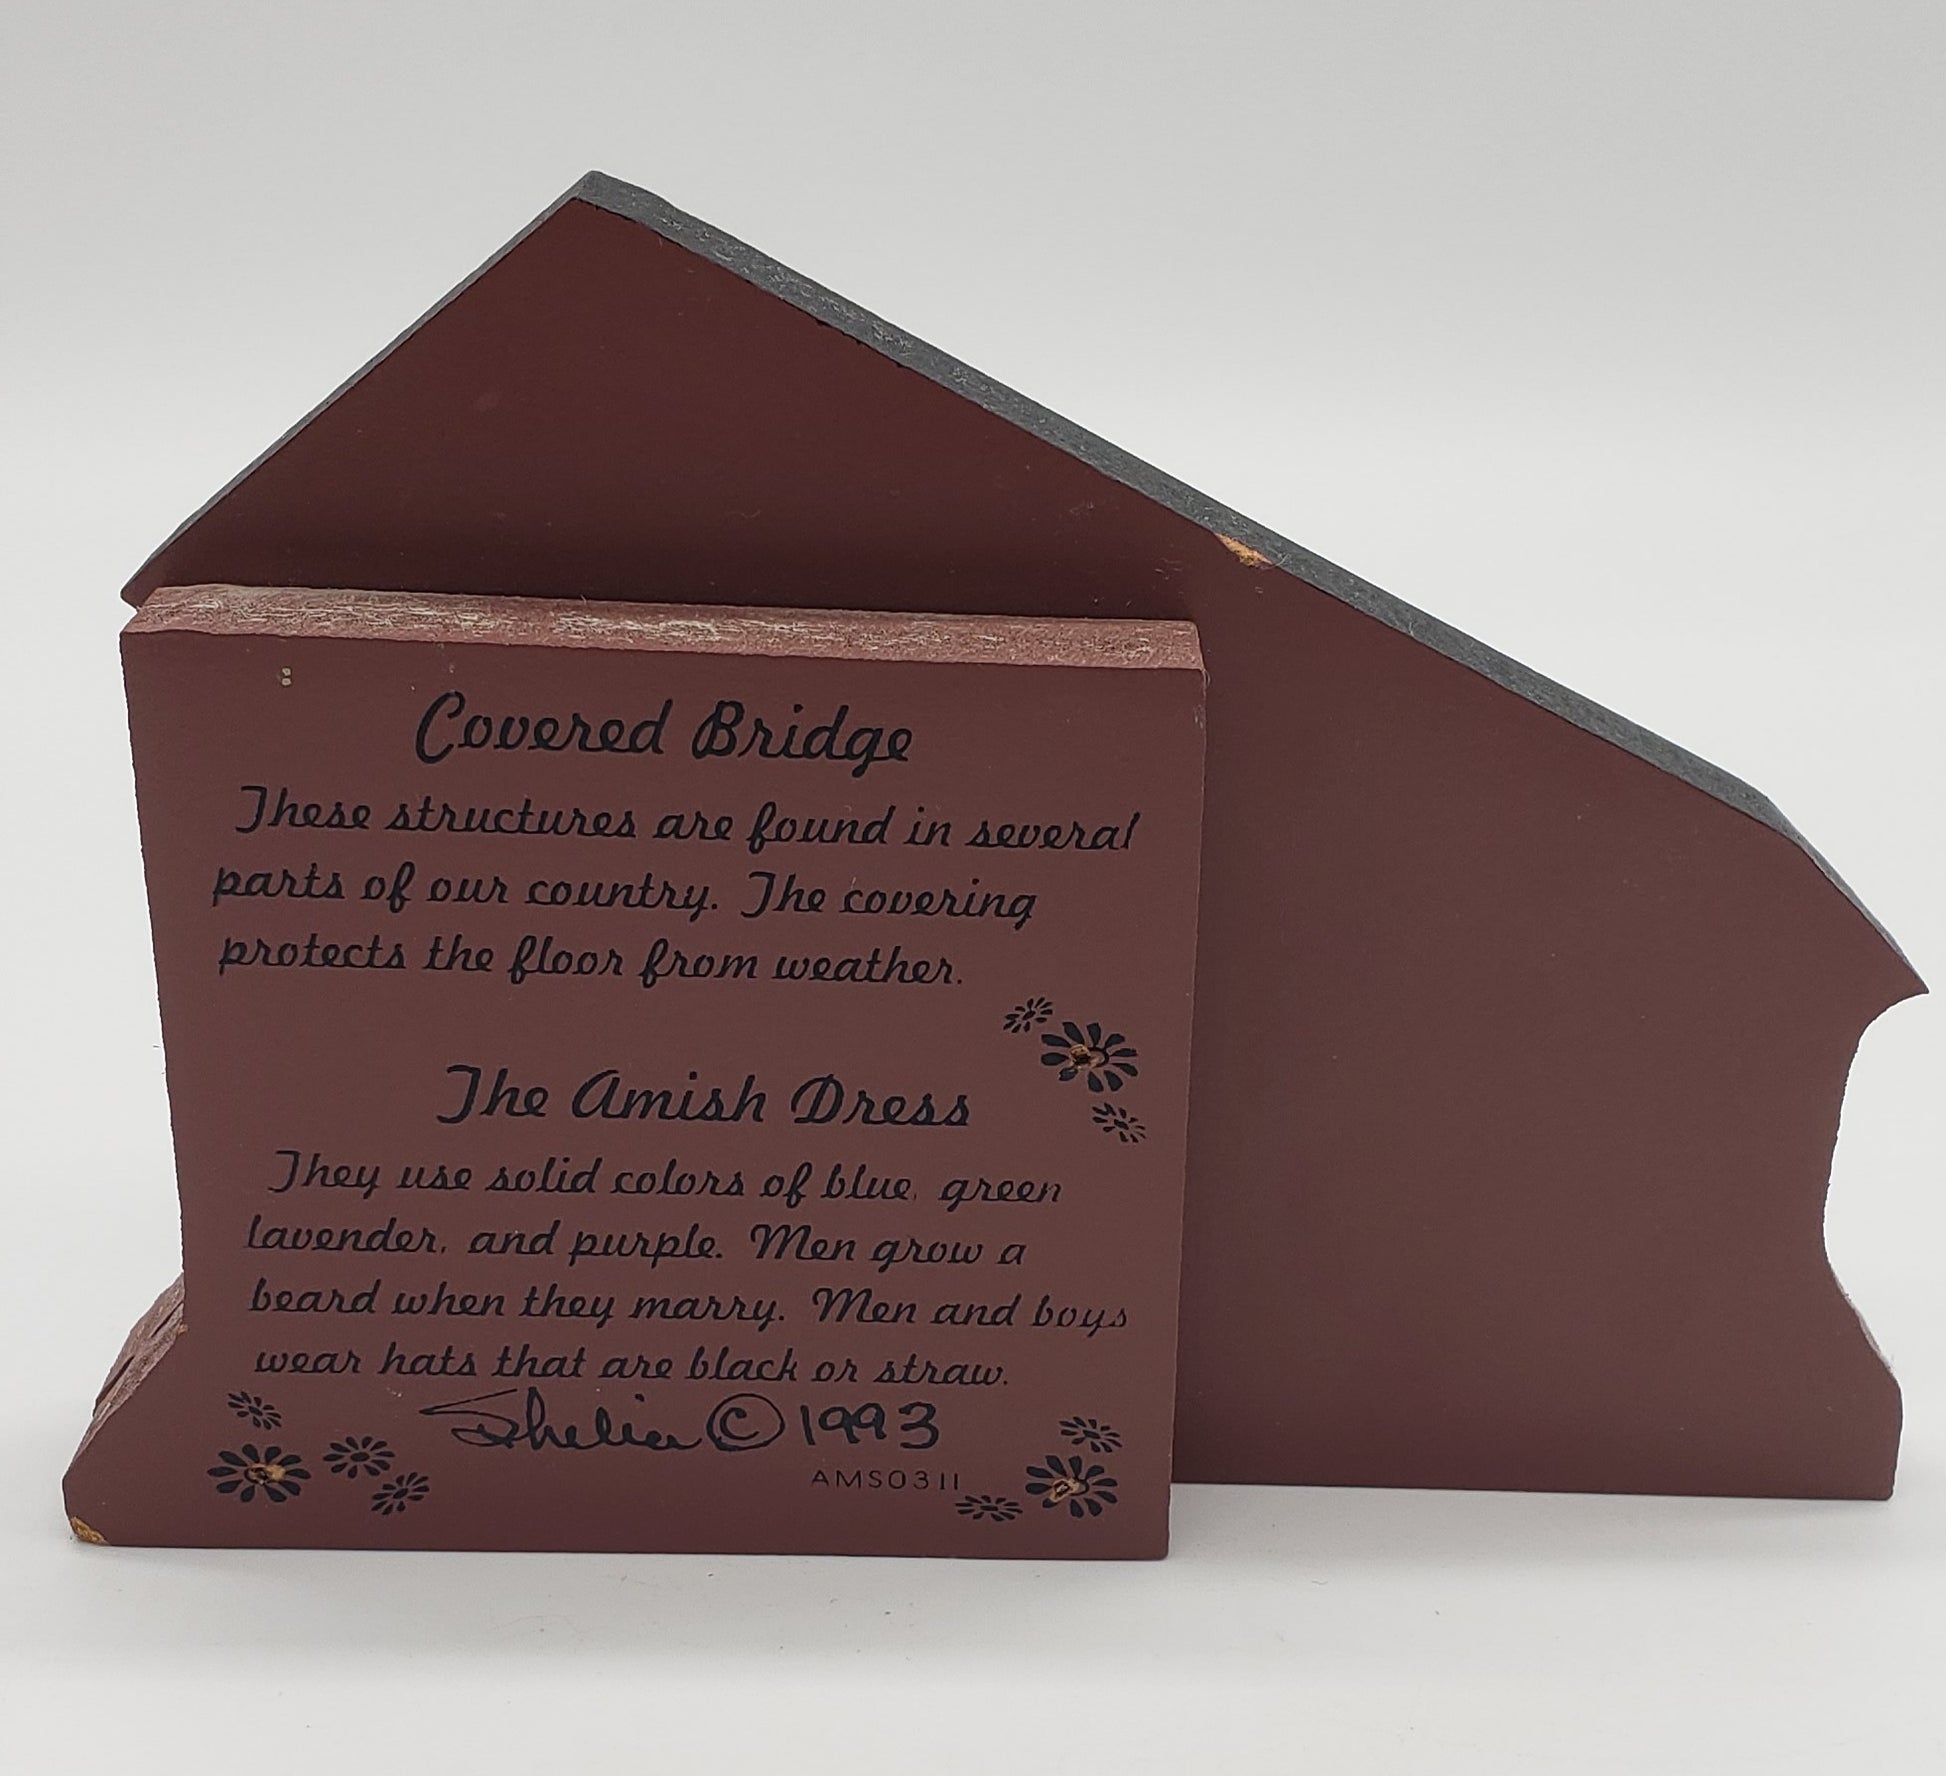 Covered Bridge
These structures are found in several
parts of our country. The covering
protects the floor from weather.
The Amish Dress
They use solid colors of blue, green
lavender, and purple. Men grow a
beard when they marry. Men and boys
wear hats that are black or straw.
Shelia © 1993
AMS0311